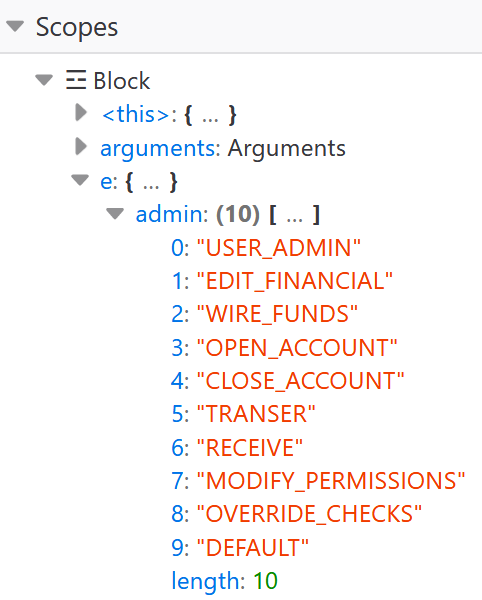 Scopes
Block
<this>: { … }
arguments: Arguments
e: { … }
admin: (10) [ … ]
0: "USER_ADMIN"
1: "EDIT_FINANCIAL"
2: "WIRE_FUNDS"
3: "OPEN_ACCOUNT"
4: "CLOSE_ACCOUNT"
5: "TRANSER"
6: "RECEIVE"
7: "MODIFY_PERMISSIONS"
8: "OVERRIDE_CHECKS"
9: "DEFAULT"
length: 10